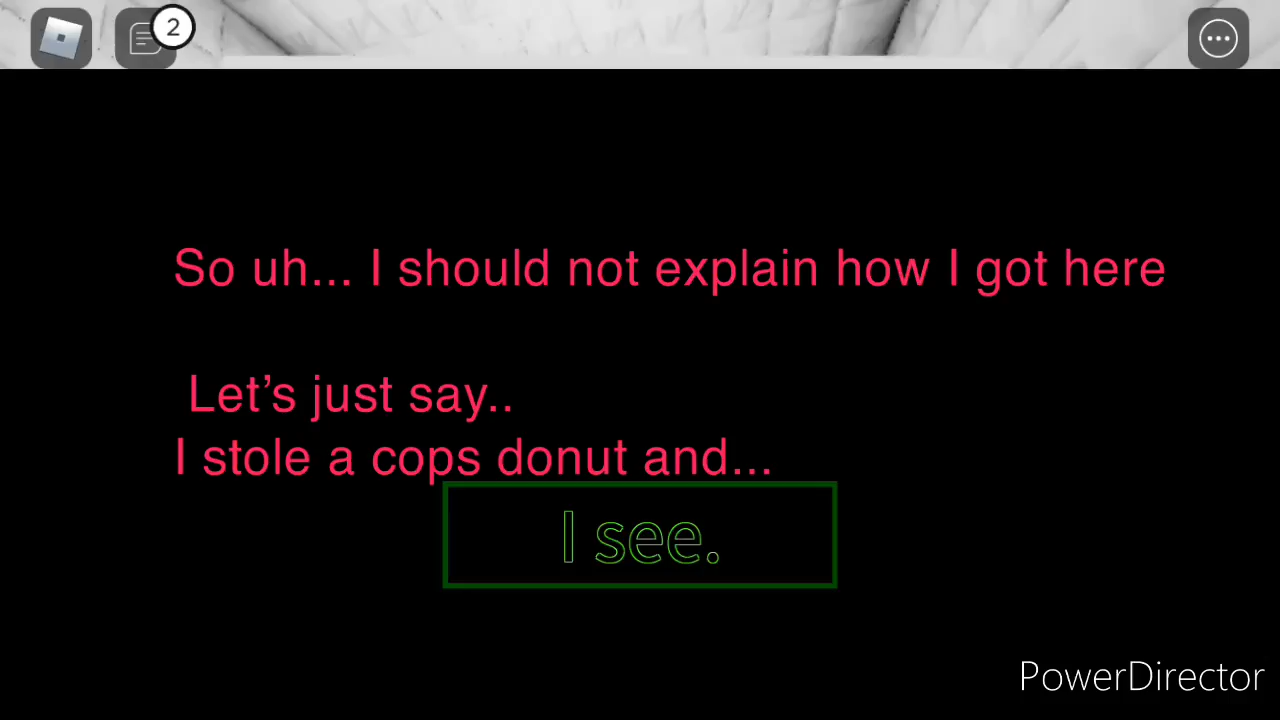 2
So uh... I should not explain how I got here
Let’s just say..
I stole a cops donut and...
I see.
PowerDirector